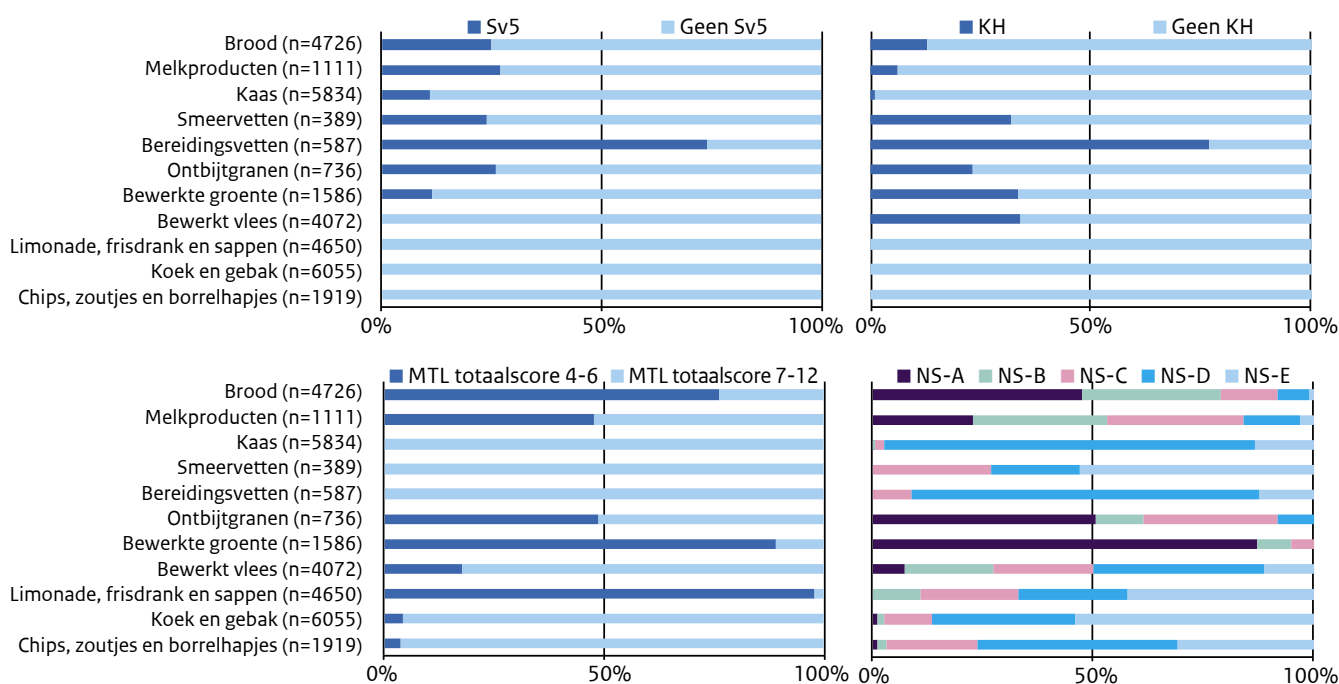 Sv5 Geen Sv5
Brood (n=4726)
Melkproducten (n=1111)
Kaas (n=5834)
Smeervetten (n=389)
Bereidingsvetten (n=587)
Ontbijtgranen (n=736)
Bewerkte groente (n=1586)
Bewerkt vlees (n=4072)
Limonade, frisdrank en sappen (n=4650)
Koek en gebak (n=6055)
Chips, zoutjes en borrelhapjes (n=1919)
0% 50% 100%
KH Geen KH
0% 50% 100%
MTL totaalscore 4-6 MTL totaalscore 7-12
Brood (n=4726)
Melkproducten (n=1111)
Kaas (n=5834)
Smeervetten (n=389)
Bereidingsvetten (n=587)
Ontbijtgranen (n=736)
Bewerkte groente (n=1586)
Bewerkt vlees (n=4072)
Limonade, frisdrank en sappen (n=4650)
Koek en gebak (n=6055)
Chips, zoutjes en borrelhapjes (n=1919)
0% 50% 100%
NS-A NS-B NS-C NS-D NS-E
0% 50% 100%